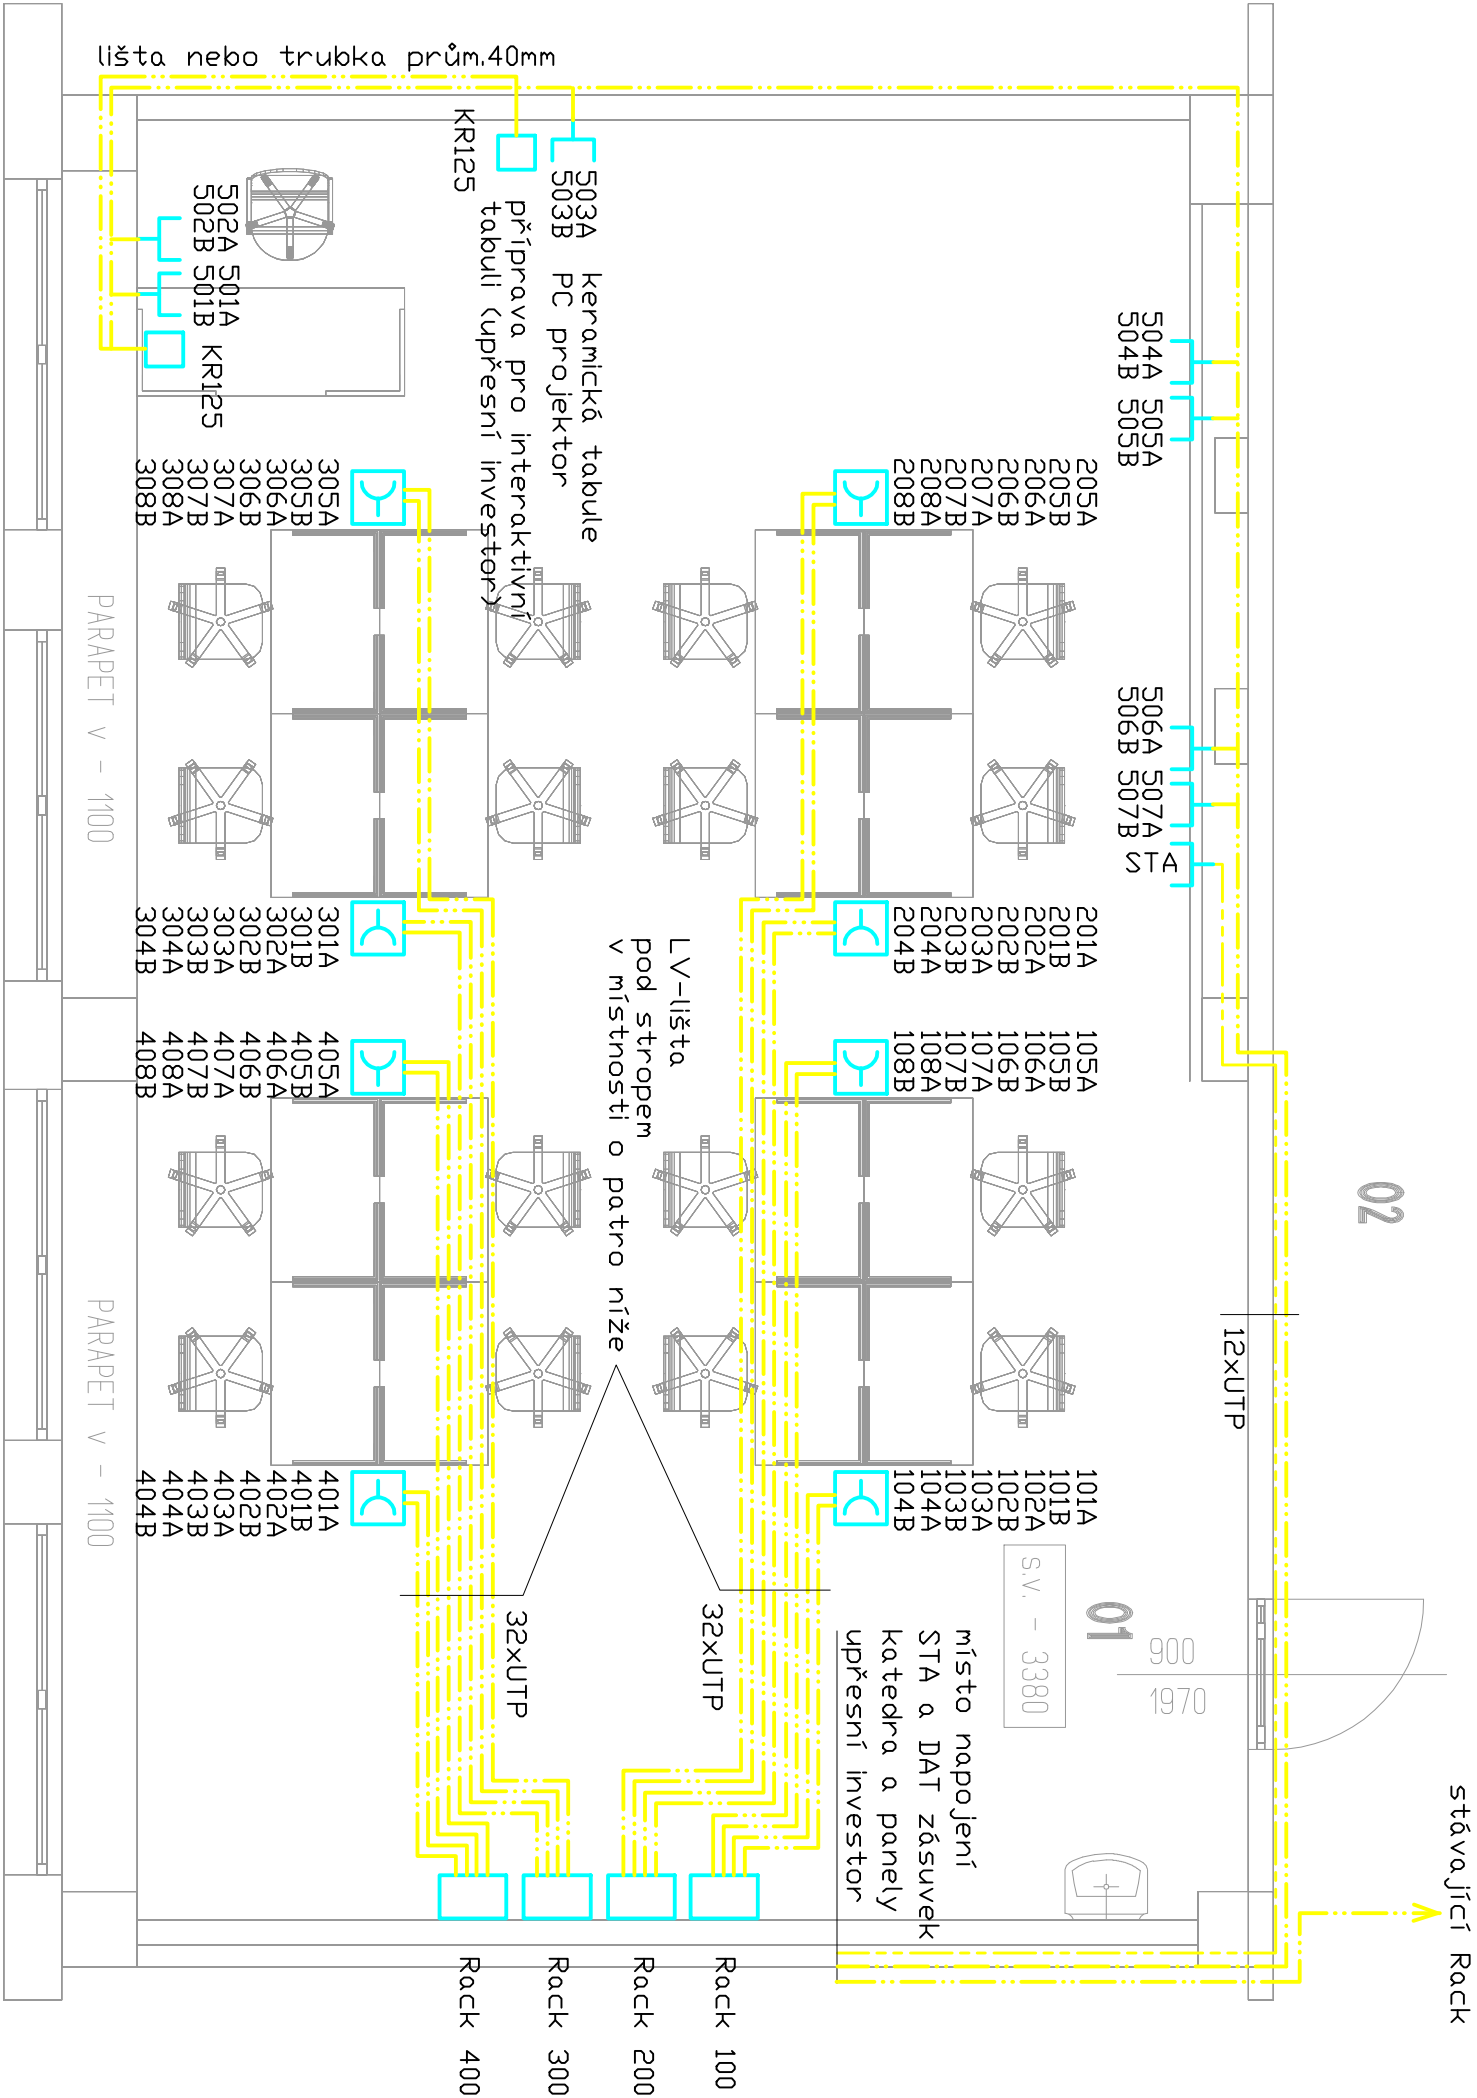 lišta nebo trubka prům.40mm
KR125
503A
503B
keramická tabule
PC projektor
příprava pro interaktivní
tabuli (upřesní investor)
502A
502B
501A
501B
KR125
504A
504B
505A
505B
506A
506B
507A
507B
STA
305A
305B
306A
306B
307A
307B
308A
308B
205A
205B
206A
206B
207A
207B
208A
208B
301A
301B
302A
302B
303A
303B
304A
304B
201A
201B
202A
202B
203A
203B
204A
204B
405A
405B
406A
406B
407A
407B
408A
408B
105A
105B
106A
106B
107A
107B
108A
108B
401A
401B
402A
402B
403A
403B
404A
404B
101A
101B
102A
102B
103A
103B
104A
104B
PARAPET v - 1100
PARAPET v - 1100
LV-lišta
pod stropem
v místnosti o patro níže
32xUTP
32xUTP
12xUTP
02
01
S.V. - 3380
900
1970
místo napojení
STA a DAT zásuvek
katedra a panely
upřesní investor
stávající Rack
Rack 100
Rack 200
Rack 300
Rack 400